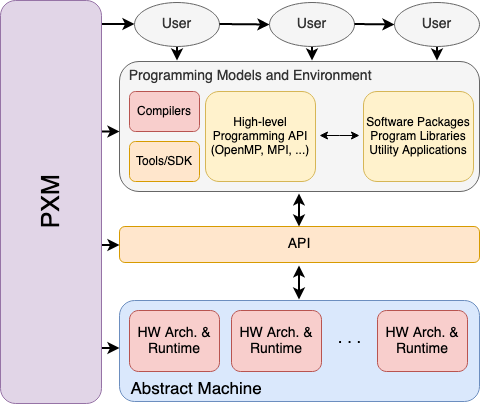 PXM
User
User
User
Programming Models and Environment
Compilers
Tools/SDK
High-level
Programming API
(OpenMP, MPI, ...)
Software Packages
Program Libraries
Utility Applications
API
HW Arch. &
Runtime
HW Arch. &
Runtime
. . .
HW Arch. &
Runtime
Abstract Machine